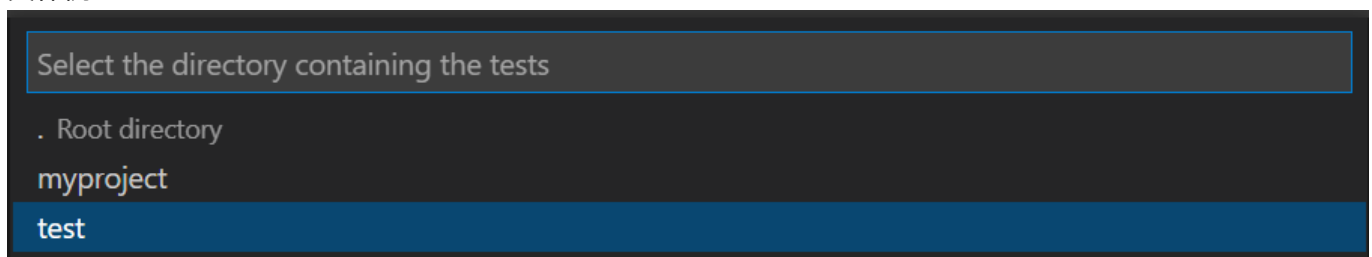 Select the directory containing the tests
. Root directory
myproject
test